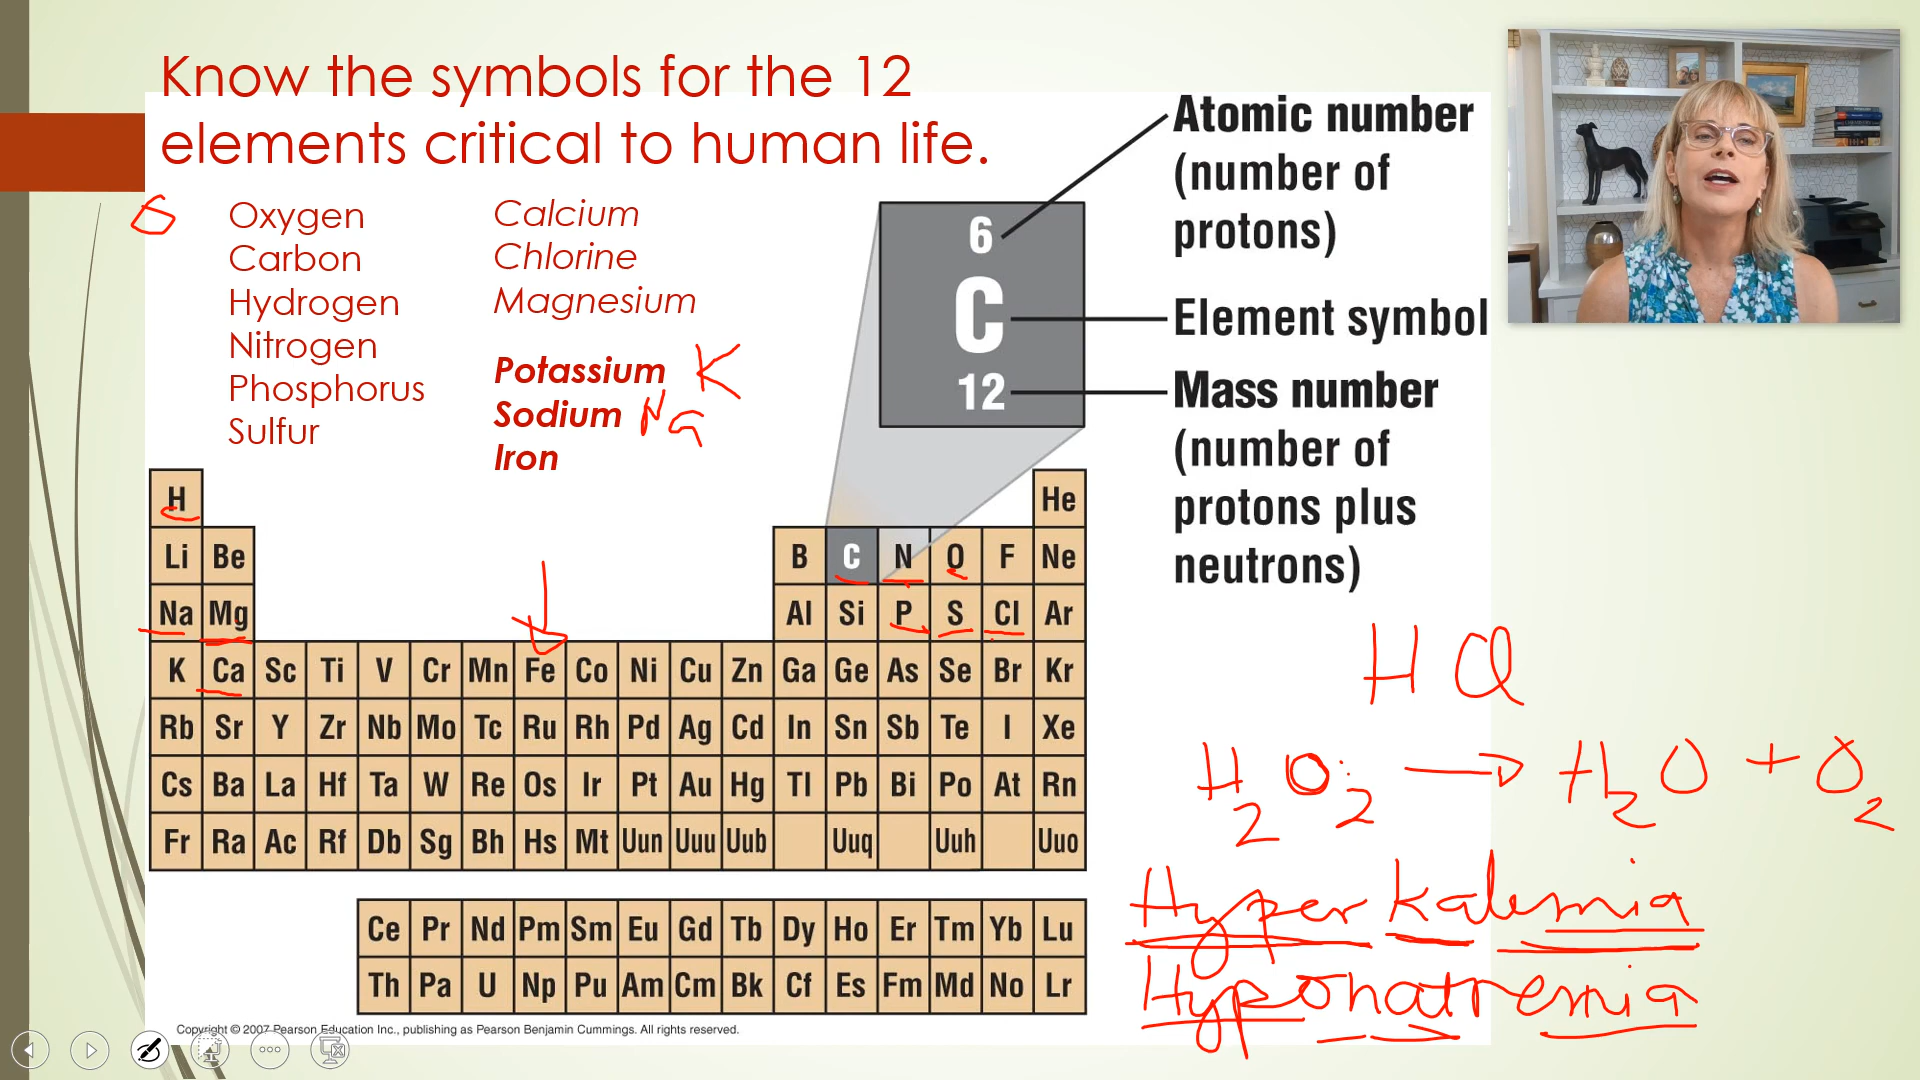 Know the symbols for the 12
elements critical to human life.
6
Oxygen
Carbon
Hydrogen
Nitrogen
Phosphorus
Sulfur
Calcium
Chlorine
Magnesium
Potassium K
Sodium Na
Iron
6
C
12
Atomic number
(number of
protons)
Element symbol
Mass number
(number of
protons plus
neutrons)
H He
Li Be B C N O F Ne
Na Mg Al Si P S Cl Ar
K Ca Sc Ti V Cr Mn Fe Co Ni Cu Zn Ga Ge As Se Br Kr
Rb Sr Y Zr Nb Mo Tc Ru Rh Pd Ag Cd In Sn Sb Te I Xe
Cs Ba La Hf Ta W Re Os Ir Pt Au Hg Tl Pb Bi Po At Rn
Fr Ra Ac Rf Db Sg Bh Hs Mt Uun Uuu Uub Uuq Uuh Uuo
Ce Pr Nd Pm Sm Eu Gd Tb Dy Ho Er Tm Yb Lu
Th Pa U Np Pu Am Cm Bk Cf Es Fm Md No Lr
H Cl
H2O2 → H2O + O2
Hyperkalemia
Hyponatremia
Copyright © 2007 Pearson Education Inc., publishing as Pearson Benjamin Cummings. All rights reserved.